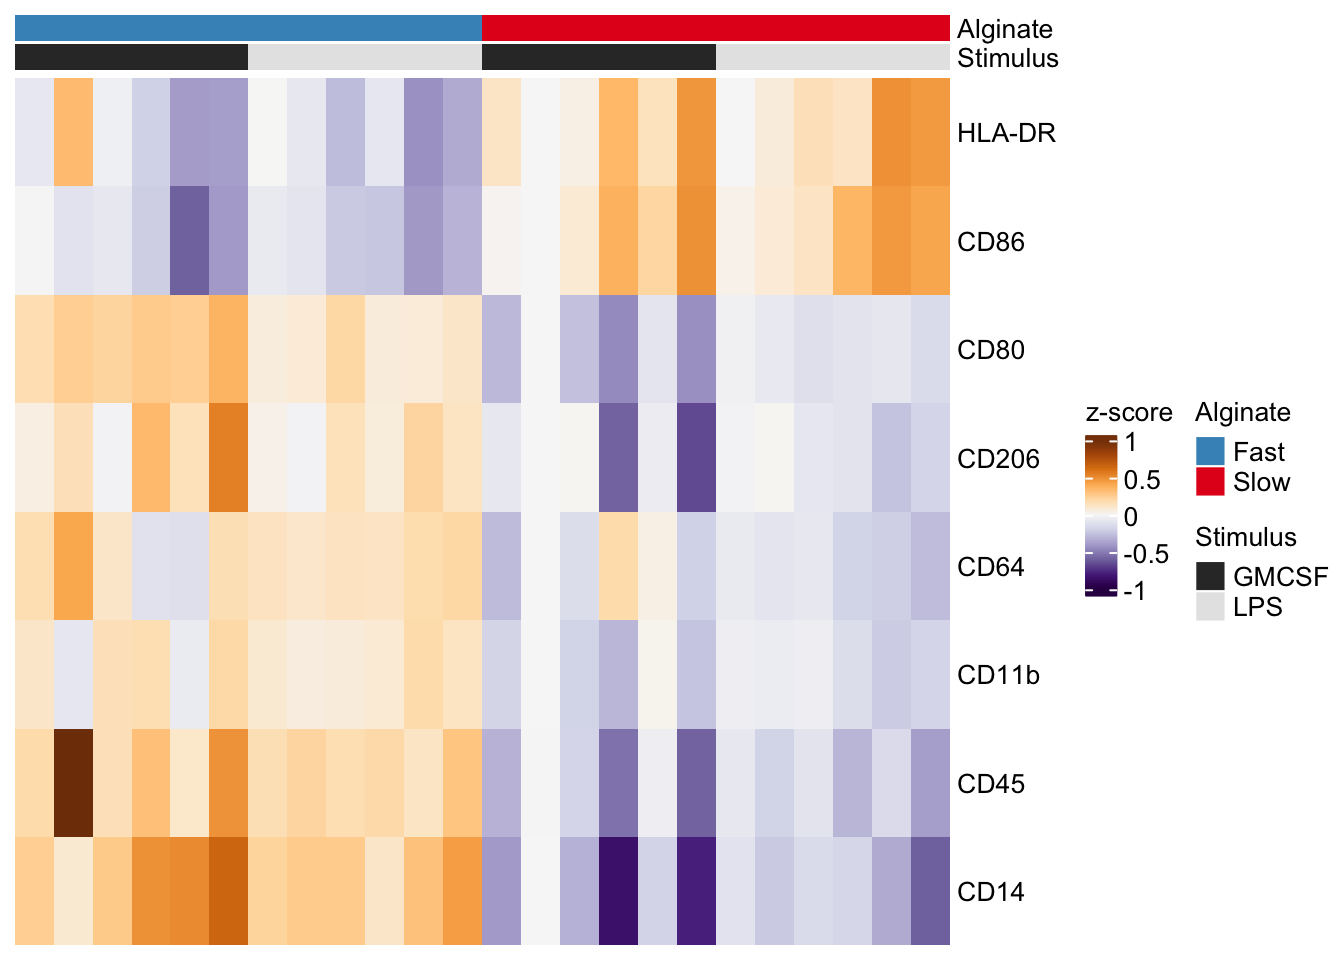 Alginate
Stimulus
HLA-DR
CD86
CD80
CD206
CD64
CD11b
CD45
CD14
z-score
1
0.5
0
-0.5
-1
Alginate
Fast
Slow
Stimulus
GMCSF
LPS